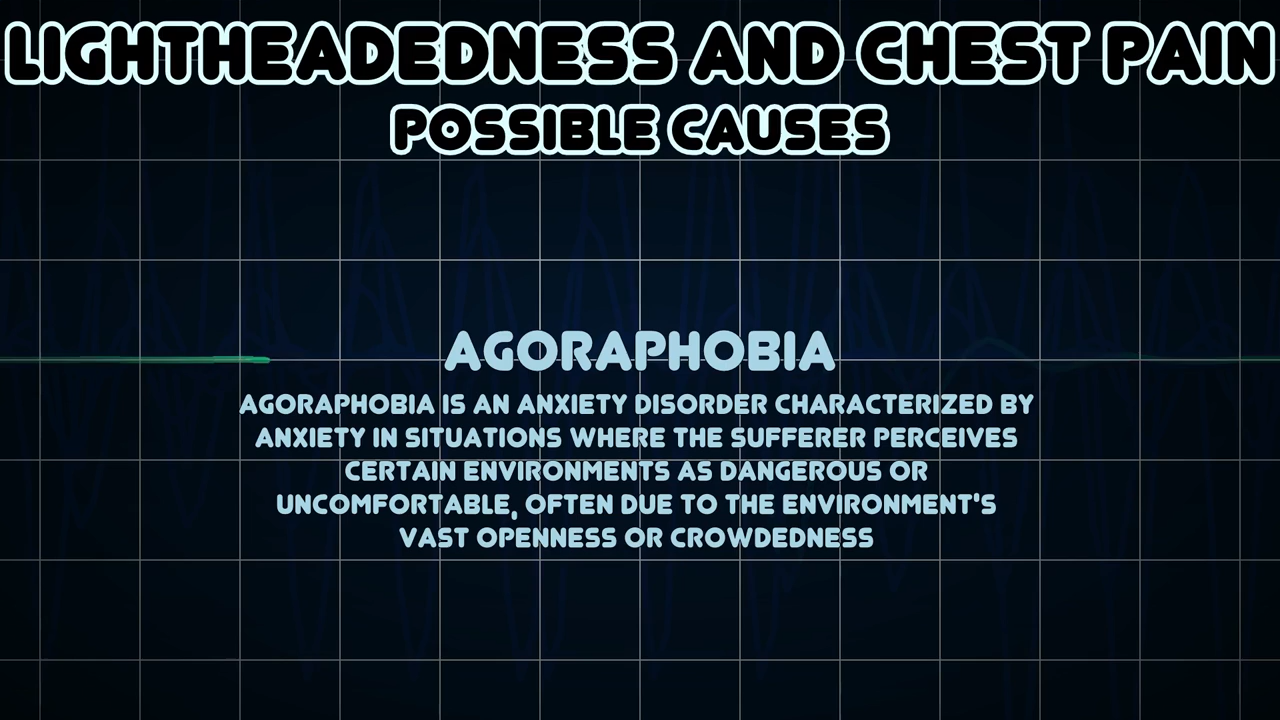 LIGHTHEADEDNESS AND CHEST PAIN
POSSIBLE CAUSES
AGORAPHOBIA
AGORAPHOBIA IS AN ANXIETY DISORDER CHARACTERIZED BY
ANXIETY IN SITUATIONS WHERE THE SUFFERER PERCEIVES
CERTAIN ENVIRONMENTS AS DANGEROUS OR
UNCOMFORTABLE, OFTEN DUE TO THE ENVIRONMENT'S
VAST OPENNESS OR CROWDEDNESS